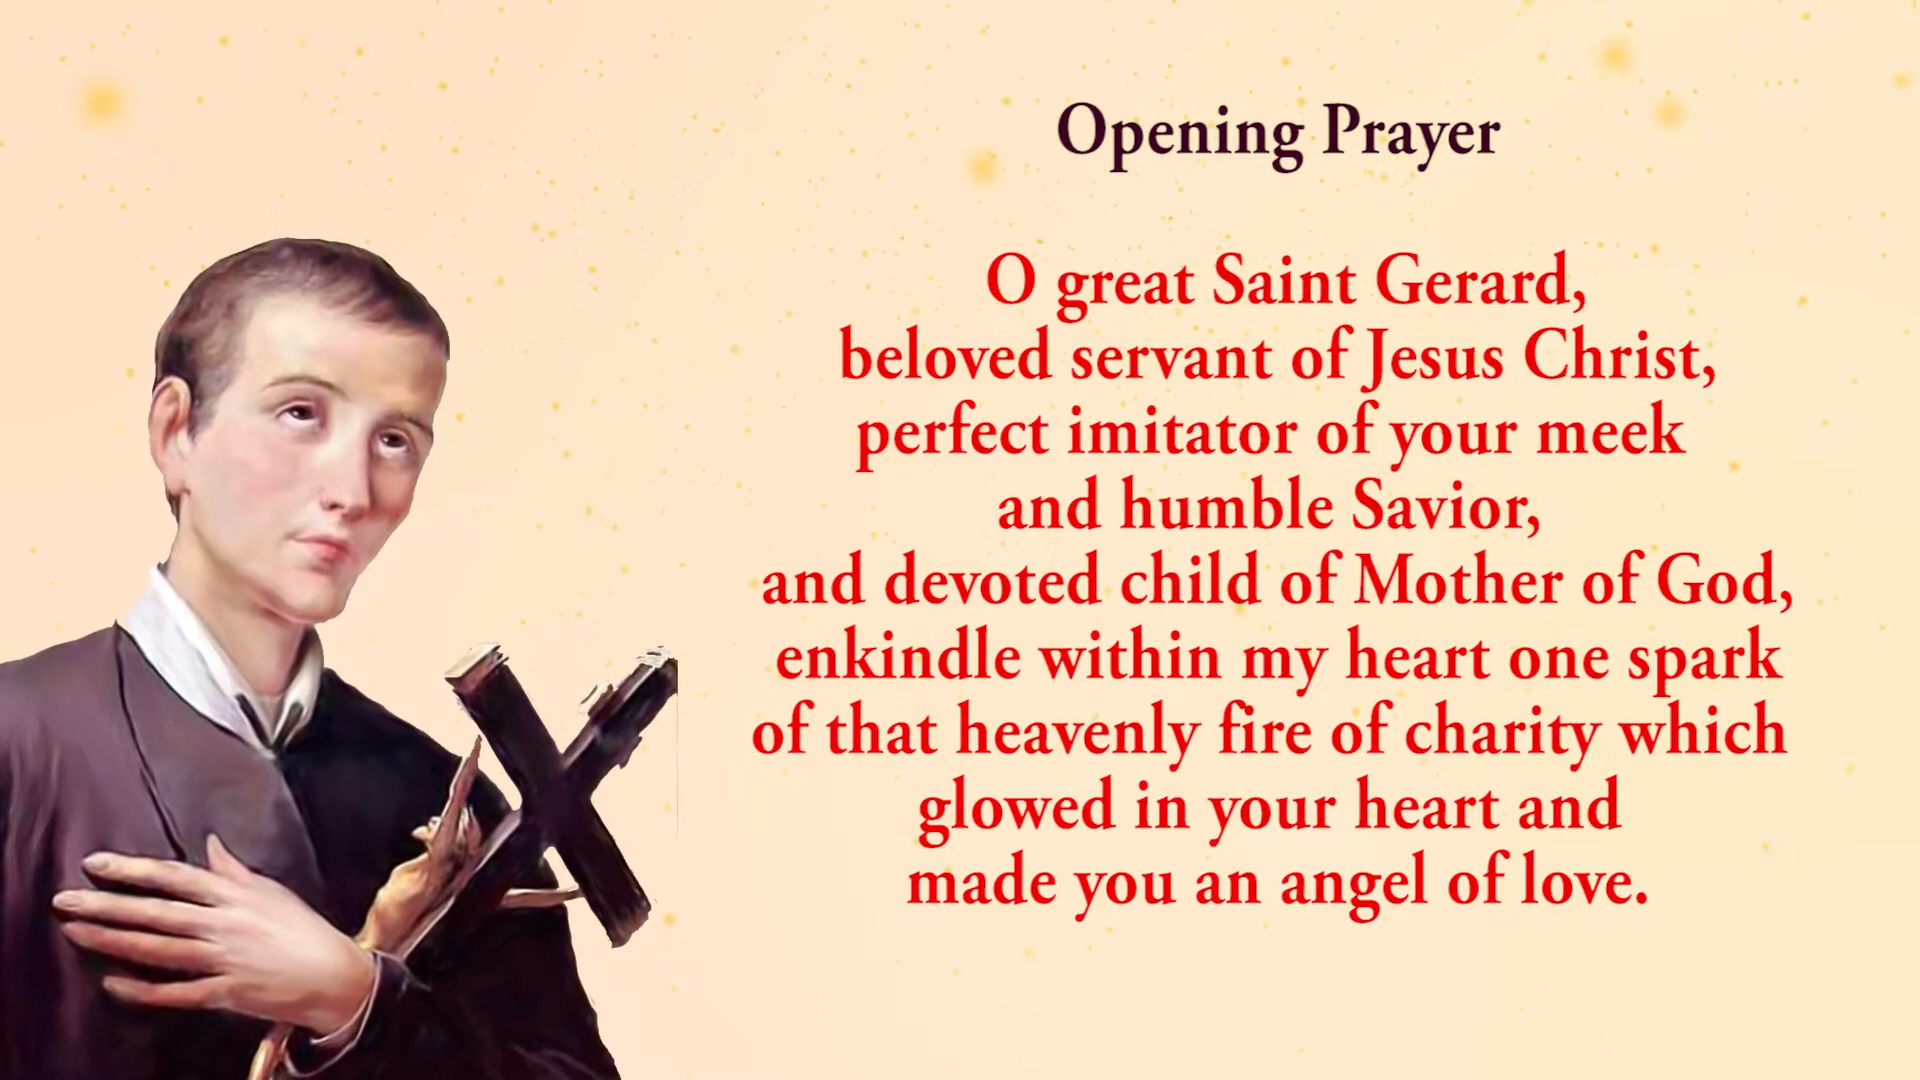 Opening Prayer
O great Saint Gerard,
beloved servant of Jesus Christ,
perfect imitator of your meek
and humble Savior,
and devoted child of Mother of God,
enkindle within my heart one spark
of that heavenly fire of charity which
glowed in your heart and
made you an angel of love.